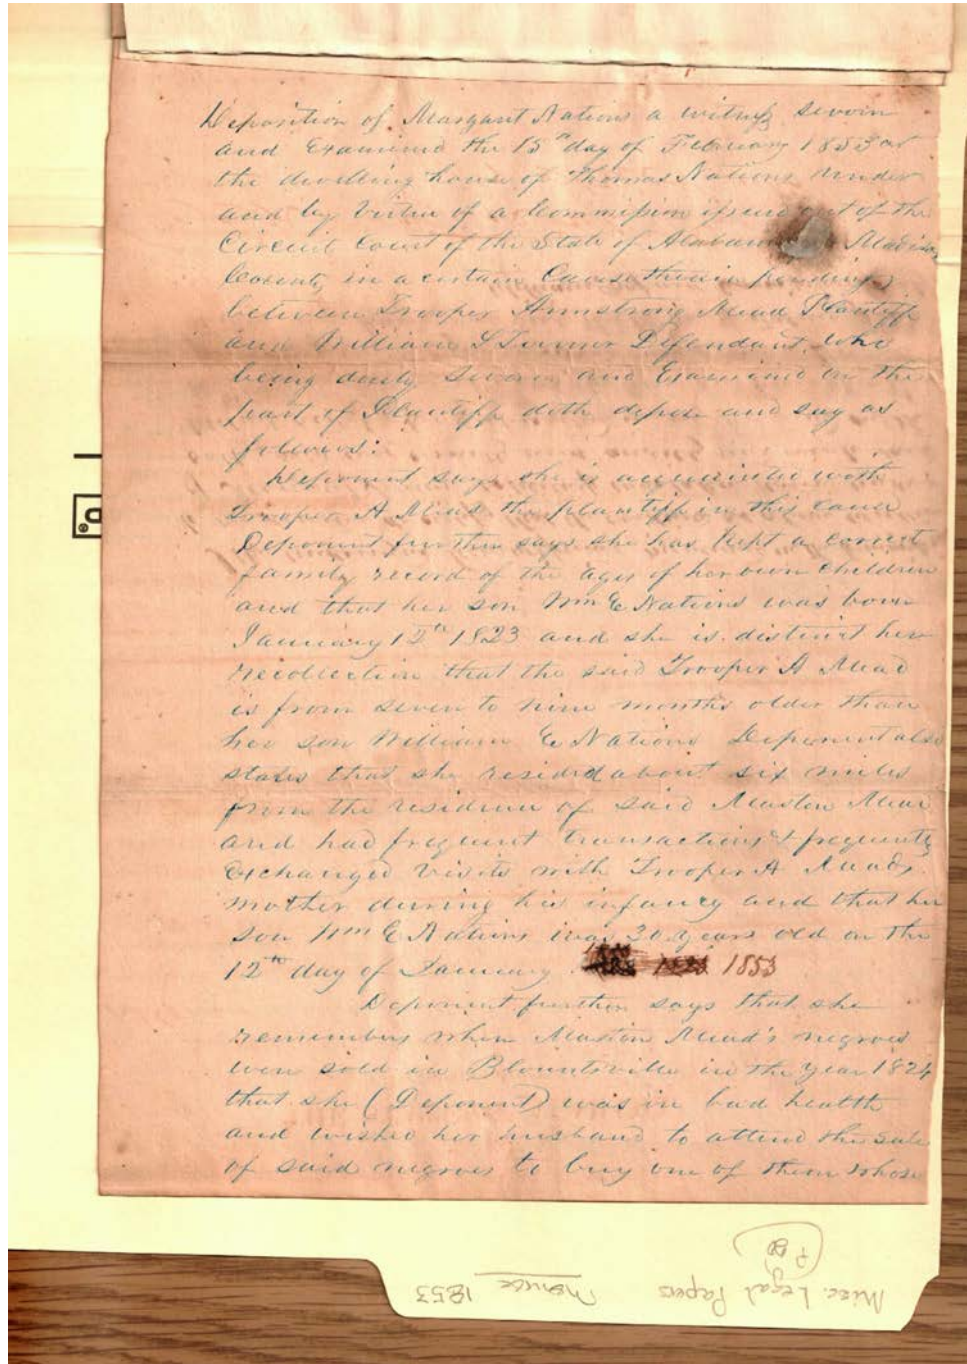 Deposition of Margaret Nations a witness sworn
and Examined the 15th day of February 1853 at
the dwelling house of Thomas Nations under
and by Virtue of a Commission issued out of the
Circuit Court of the State of Alabama Madison
County in a certain Cause therein pending
between Trooper Armstrong Mead Plantiff
and William S Turner Defendant. who
being duly sworn and Examined on the
part of Plantiff doth depose and say as
follows:
Deponent says she is acquainted with
Trooper A Mead the plantiff in this cause
Deponent further says she has kept a correct
family record of the ages of her own children
and that her son Wm E Nations was born
January 12th 1823 and she is distinct her
recollection that the said Trooper A Mead
is from seven to nine months older than
her son William E Nations Deponent also
states that she resided about six miles
from the residence of said Maston Mead
and had frequent transactions & frequently
Exchanged Visits with Trooper A Meads
mother during his infancy and that her
son Wm E Nations was 30 years old on the
12th day of January 1853
Deponent further says that she
remembers when Maston Mead's negroes
were sold in Blountsville in the year 1824
that she (Deponent) was in bad health
and wished her husband to attend the sale
of said negroes to buy one of them whose
Misc. Legal Papers 1853